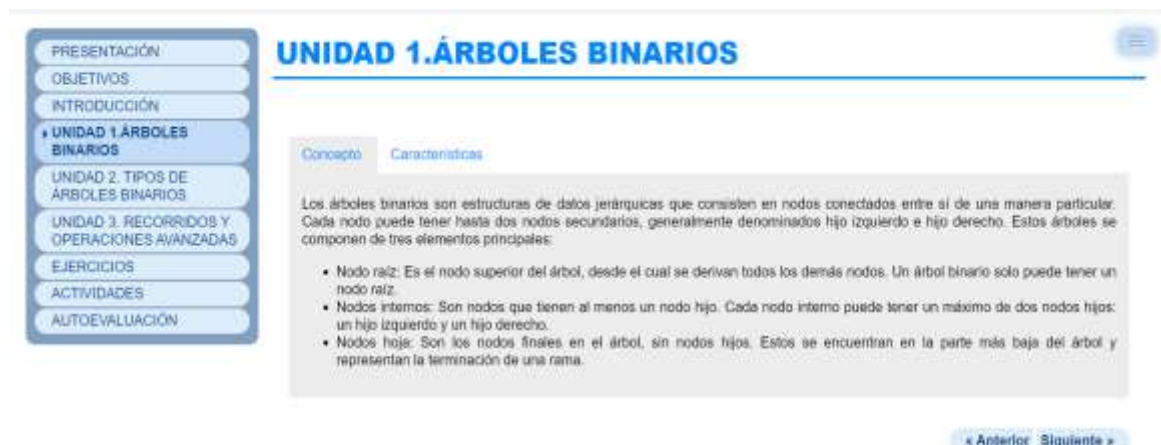 PRESENTACIÓN
OBJETIVOS
INTRODUCCIÓN
UNIDAD 1.ÁRBOLES
BINARIOS
UNIDAD 2. TIPOS DE
ÁRBOLES BINARIOS
UNIDAD 3. RECORRIDOS Y
OPERACIONES AVANZADAS
EJERCICIOS
ACTIVIDADES
AUTOEVALUACIÓN
UNIDAD 1.ÁRBOLES BINARIOS
Concepto Características
Los árboles binarios son estructuras de datos jerárquicas que consisten en nodos conectados entre sí de una manera particular.
Cada nodo puede tener hasta dos nodos secundarios, generalmente denominados hijo izquierdo e hijo derecho. Estos árboles se
componen de tres elementos principales:
• Nodo raíz: Es el nodo superior del árbol, desde el cual se derivan todos los demás nodos. Un árbol binario solo puede tener un
nodo raíz.
• Nodos internos: Son nodos que tienen al menos un nodo hijo. Cada nodo interno puede tener un máximo de dos nodos hijos:
un hijo izquierdo y un hijo derecho.
• Nodos hoja: Son los nodos finales en el árbol, sin nodos hijos. Estos se encuentran en la parte más baja del árbol y
representan la terminación de una rama.
« Anterior Siguiente »